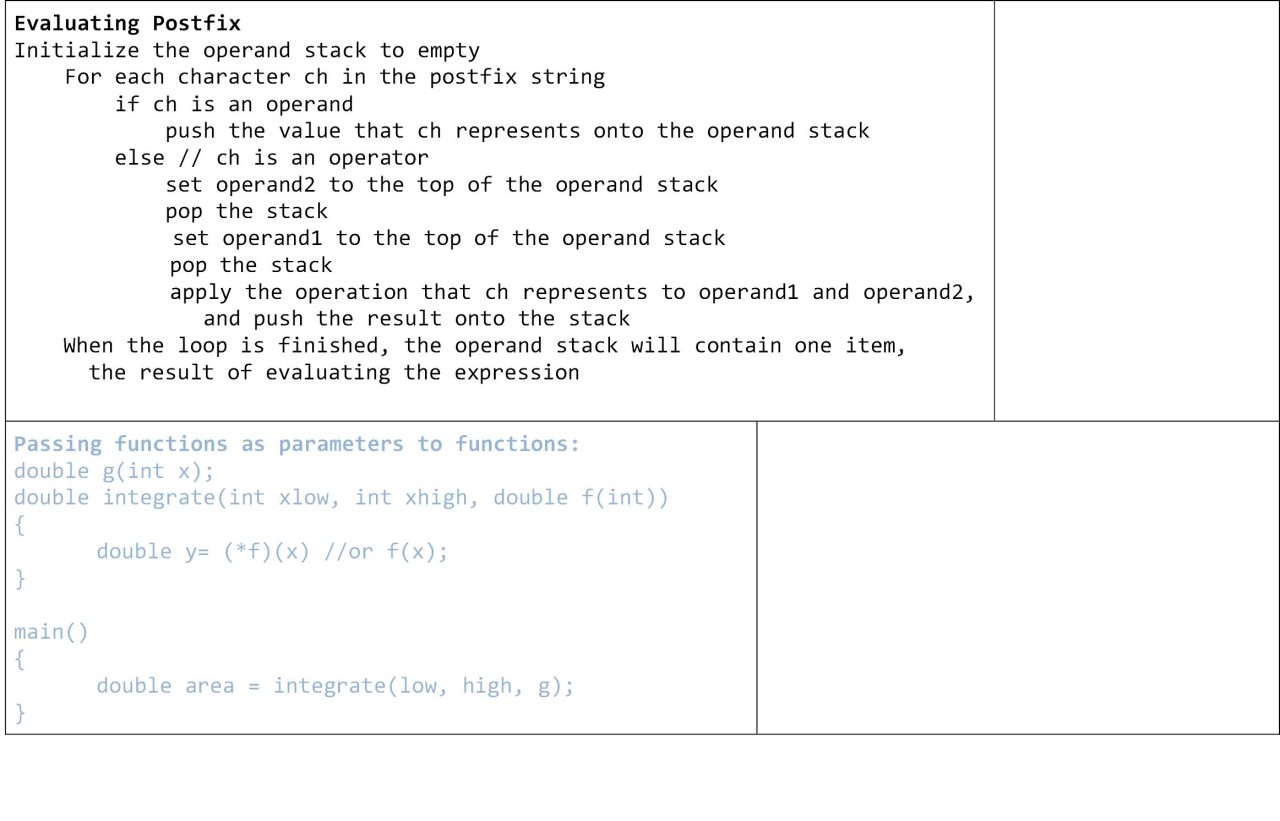 Evaluating Postfix
Initialize the operand stack to empty
For each character ch in the postfix string
if ch is an operand
push the value that ch represents onto the operand stack
else // ch is an operator
set operand2 to the top of the operand stack
pop the stack
set operand1 to the top of the operand stack
pop the stack
apply the operation that ch represents to operand1 and operand2,
and push the result onto the stack
When the loop is finished, the operand stack will contain one item,
the result of evaluating the expression
Passing functions as parameters to functions:
double g(int x);
double integrate(int xlow, int xhigh, double f(int))
{
double y= (*f)(x) //or f(x);
}
main()
{
double area = integrate(low, high, g);
}